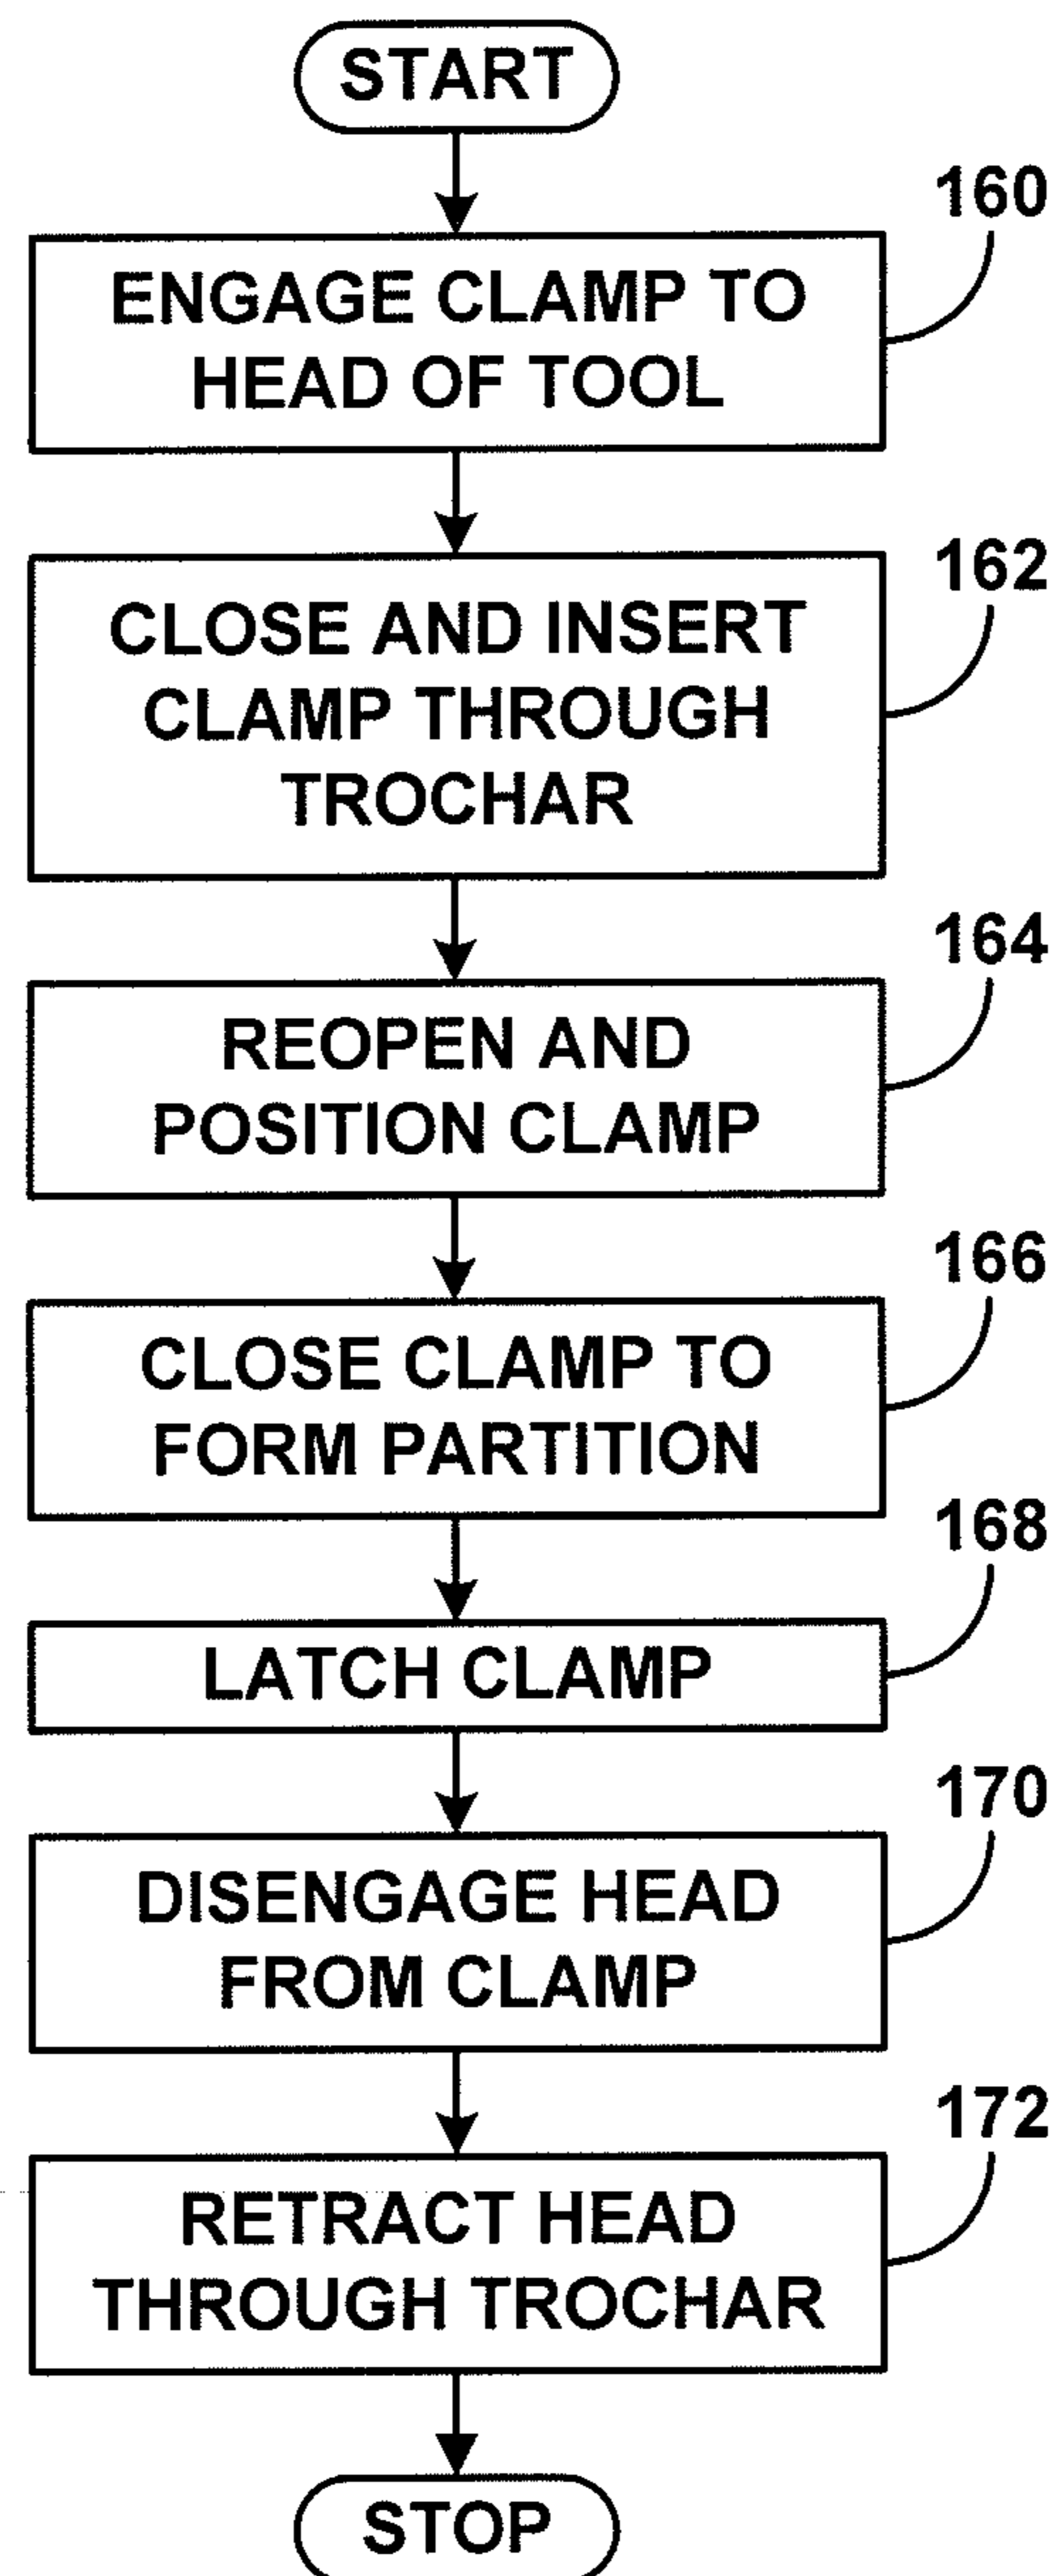 START
160
ENGAGE CLAMP TO
HEAD OF TOOL
162
CLOSE AND INSERT
CLAMP THROUGH
TROCHAR
164
REOPEN AND
POSITION CLAMP
166
CLOSE CLAMP TO
FORM PARTITION
168
LATCH CLAMP
170
DISENGAGE HEAD
FROM CLAMP
172
RETRACT HEAD
THROUGH TROCHAR
STOP